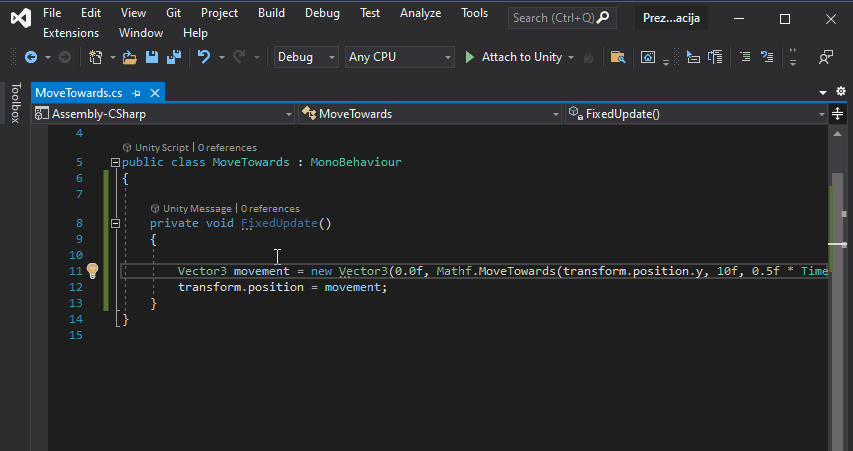 File Edit View Git Project Build Debug Test Analyze Tools Search (Ctrl+Q) Prez...acija
Extensions Window Help
Debug Any CPU Attach to Unity
Toolbox
MoveTowards.cs
Assembly-CSharp MoveTowards FixedUpdate()
4
Unity Script | 0 references
5 public class MoveTowards : MonoBehaviour
6 {
7
Unity Message | 0 references
8 private void FixedUpdate()
9 {
10
11 Vector3 movement = new Vector3(0.0f, Mathf.MoveTowards(transform.position.y, 10f, 0.5f * Time
12 transform.position = movement;
13 }
14 }
15